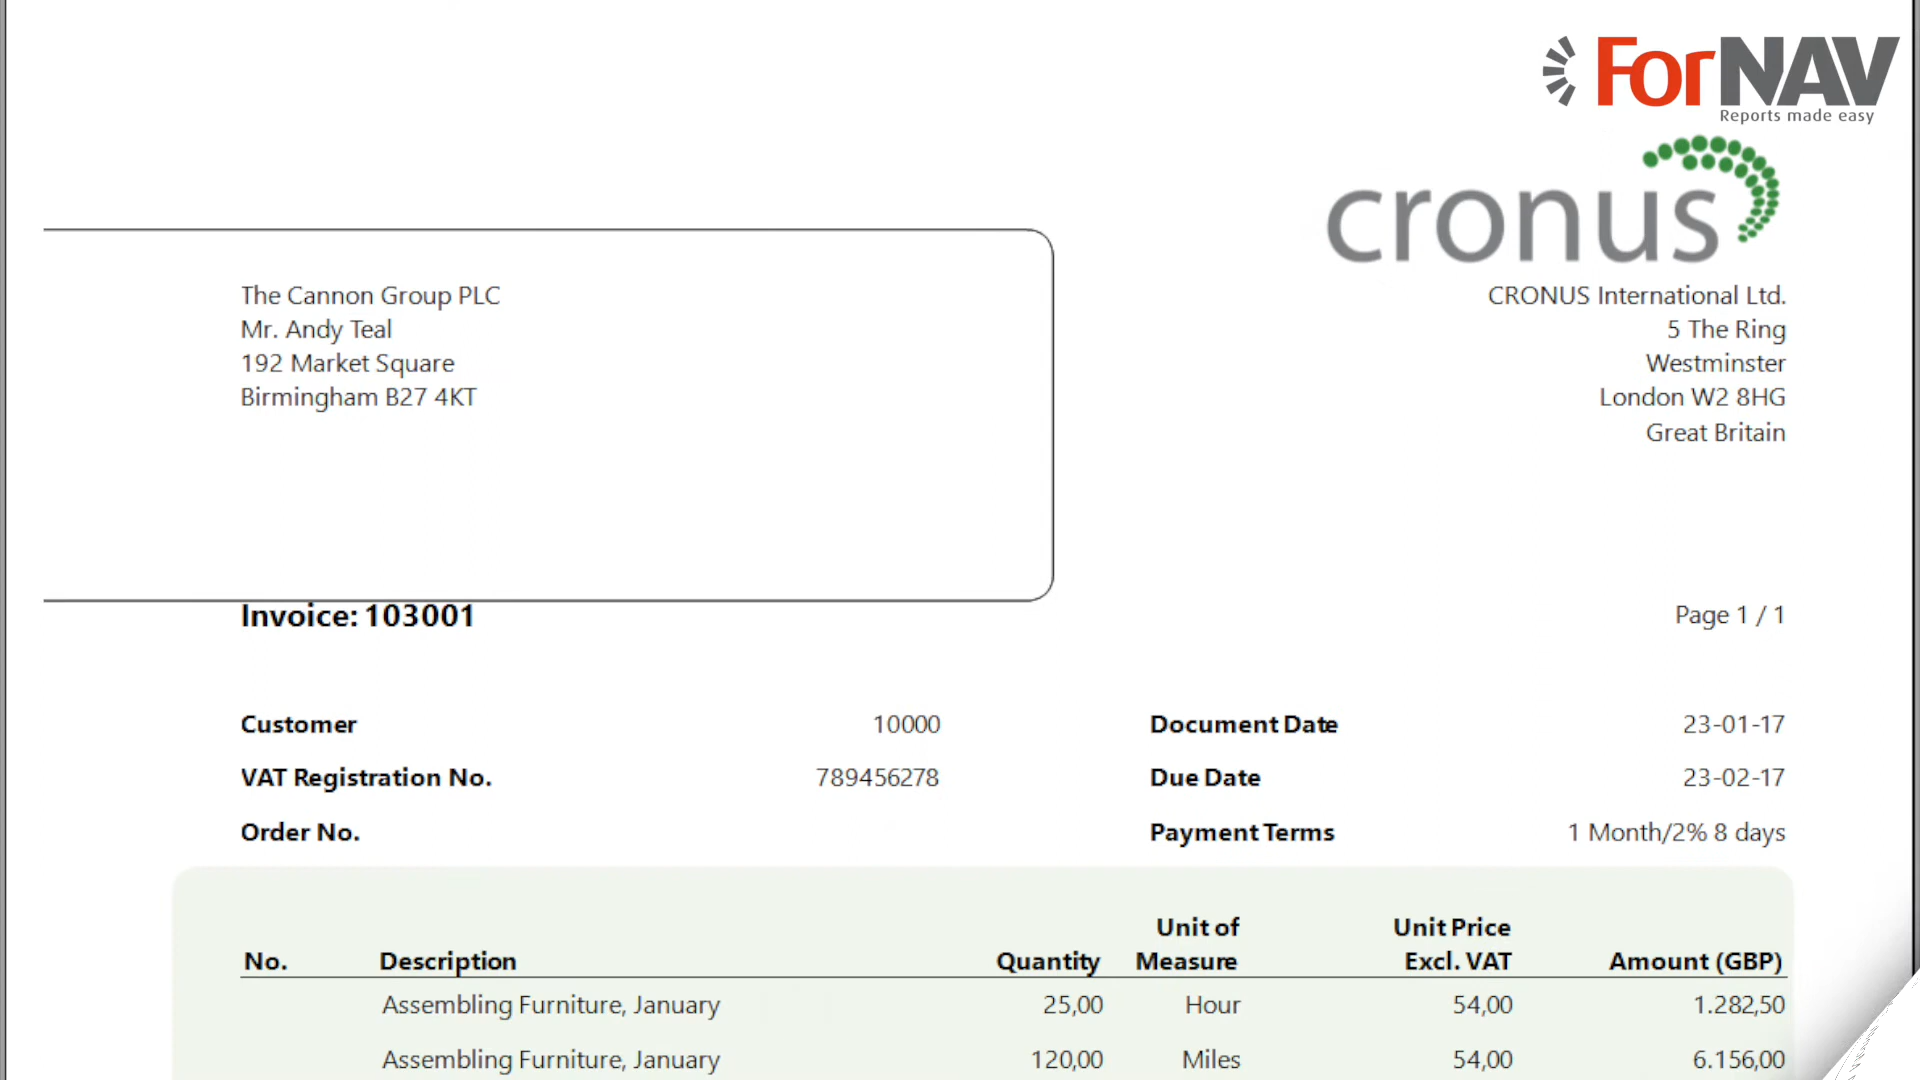 ForNAV
Reports made easy
cronus
The Cannon Group PLC
Mr. Andy Teal
192 Market Square
Birmingham B27 4KT
CRONUS International Ltd.
5 The Ring
Westminster
London W2 8HG
Great Britain
Invoice: 103001
Page 1 / 1
Customer 10000
VAT Registration No. 789456278
Order No.
Document Date 23-01-17
Due Date 23-02-17
Payment Terms 1 Month/2% 8 days
No. Description Quantity Unit of Measure Unit Price Excl. VAT Amount (GBP)
Assembling Furniture, January 25,00 Hour 54,00 1.282,50
Assembling Furniture, January 120,00 Miles 54,00 6.156,00